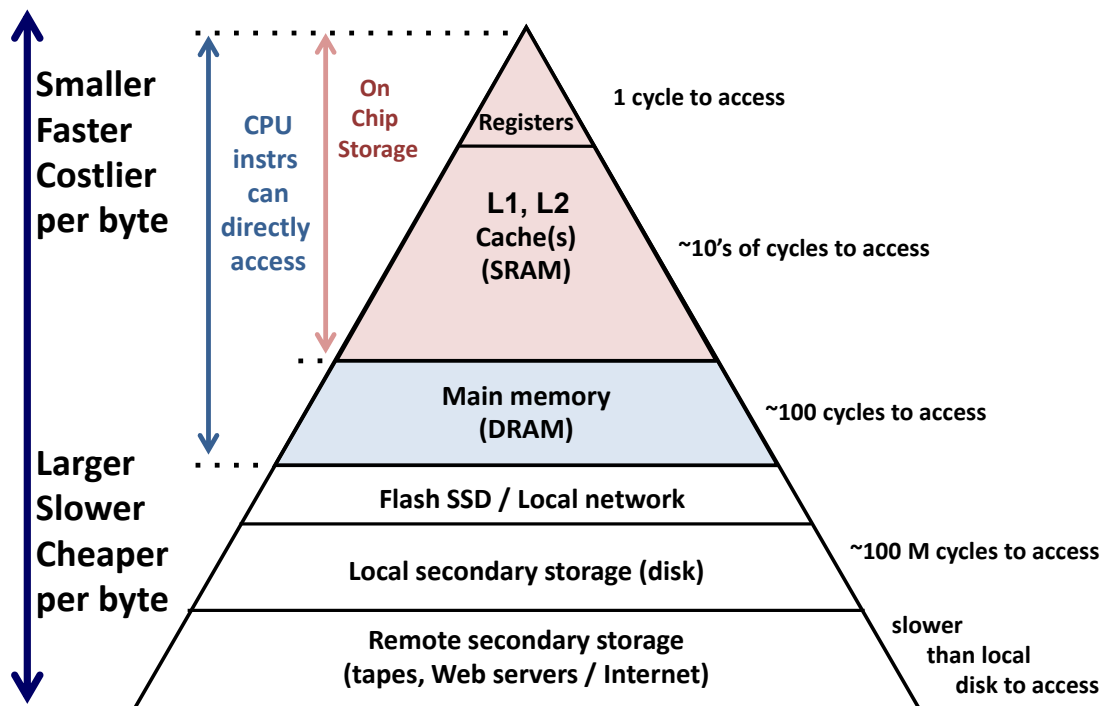 Smaller
Faster
Costlier
per byte
Larger
Slower
Cheaper
per byte
CPU
instrs
can
directly
access
On
Chip
Storage
Registers
1 cycle to access
L1, L2
Cache(s)
(SRAM)
~10’s of cycles to access
Main memory
(DRAM)
~100 cycles to access
Flash SSD / Local network
Local secondary storage (disk)
~100 M cycles to access
Remote secondary storage
(tapes, Web servers / Internet)
slower
than local
disk to access